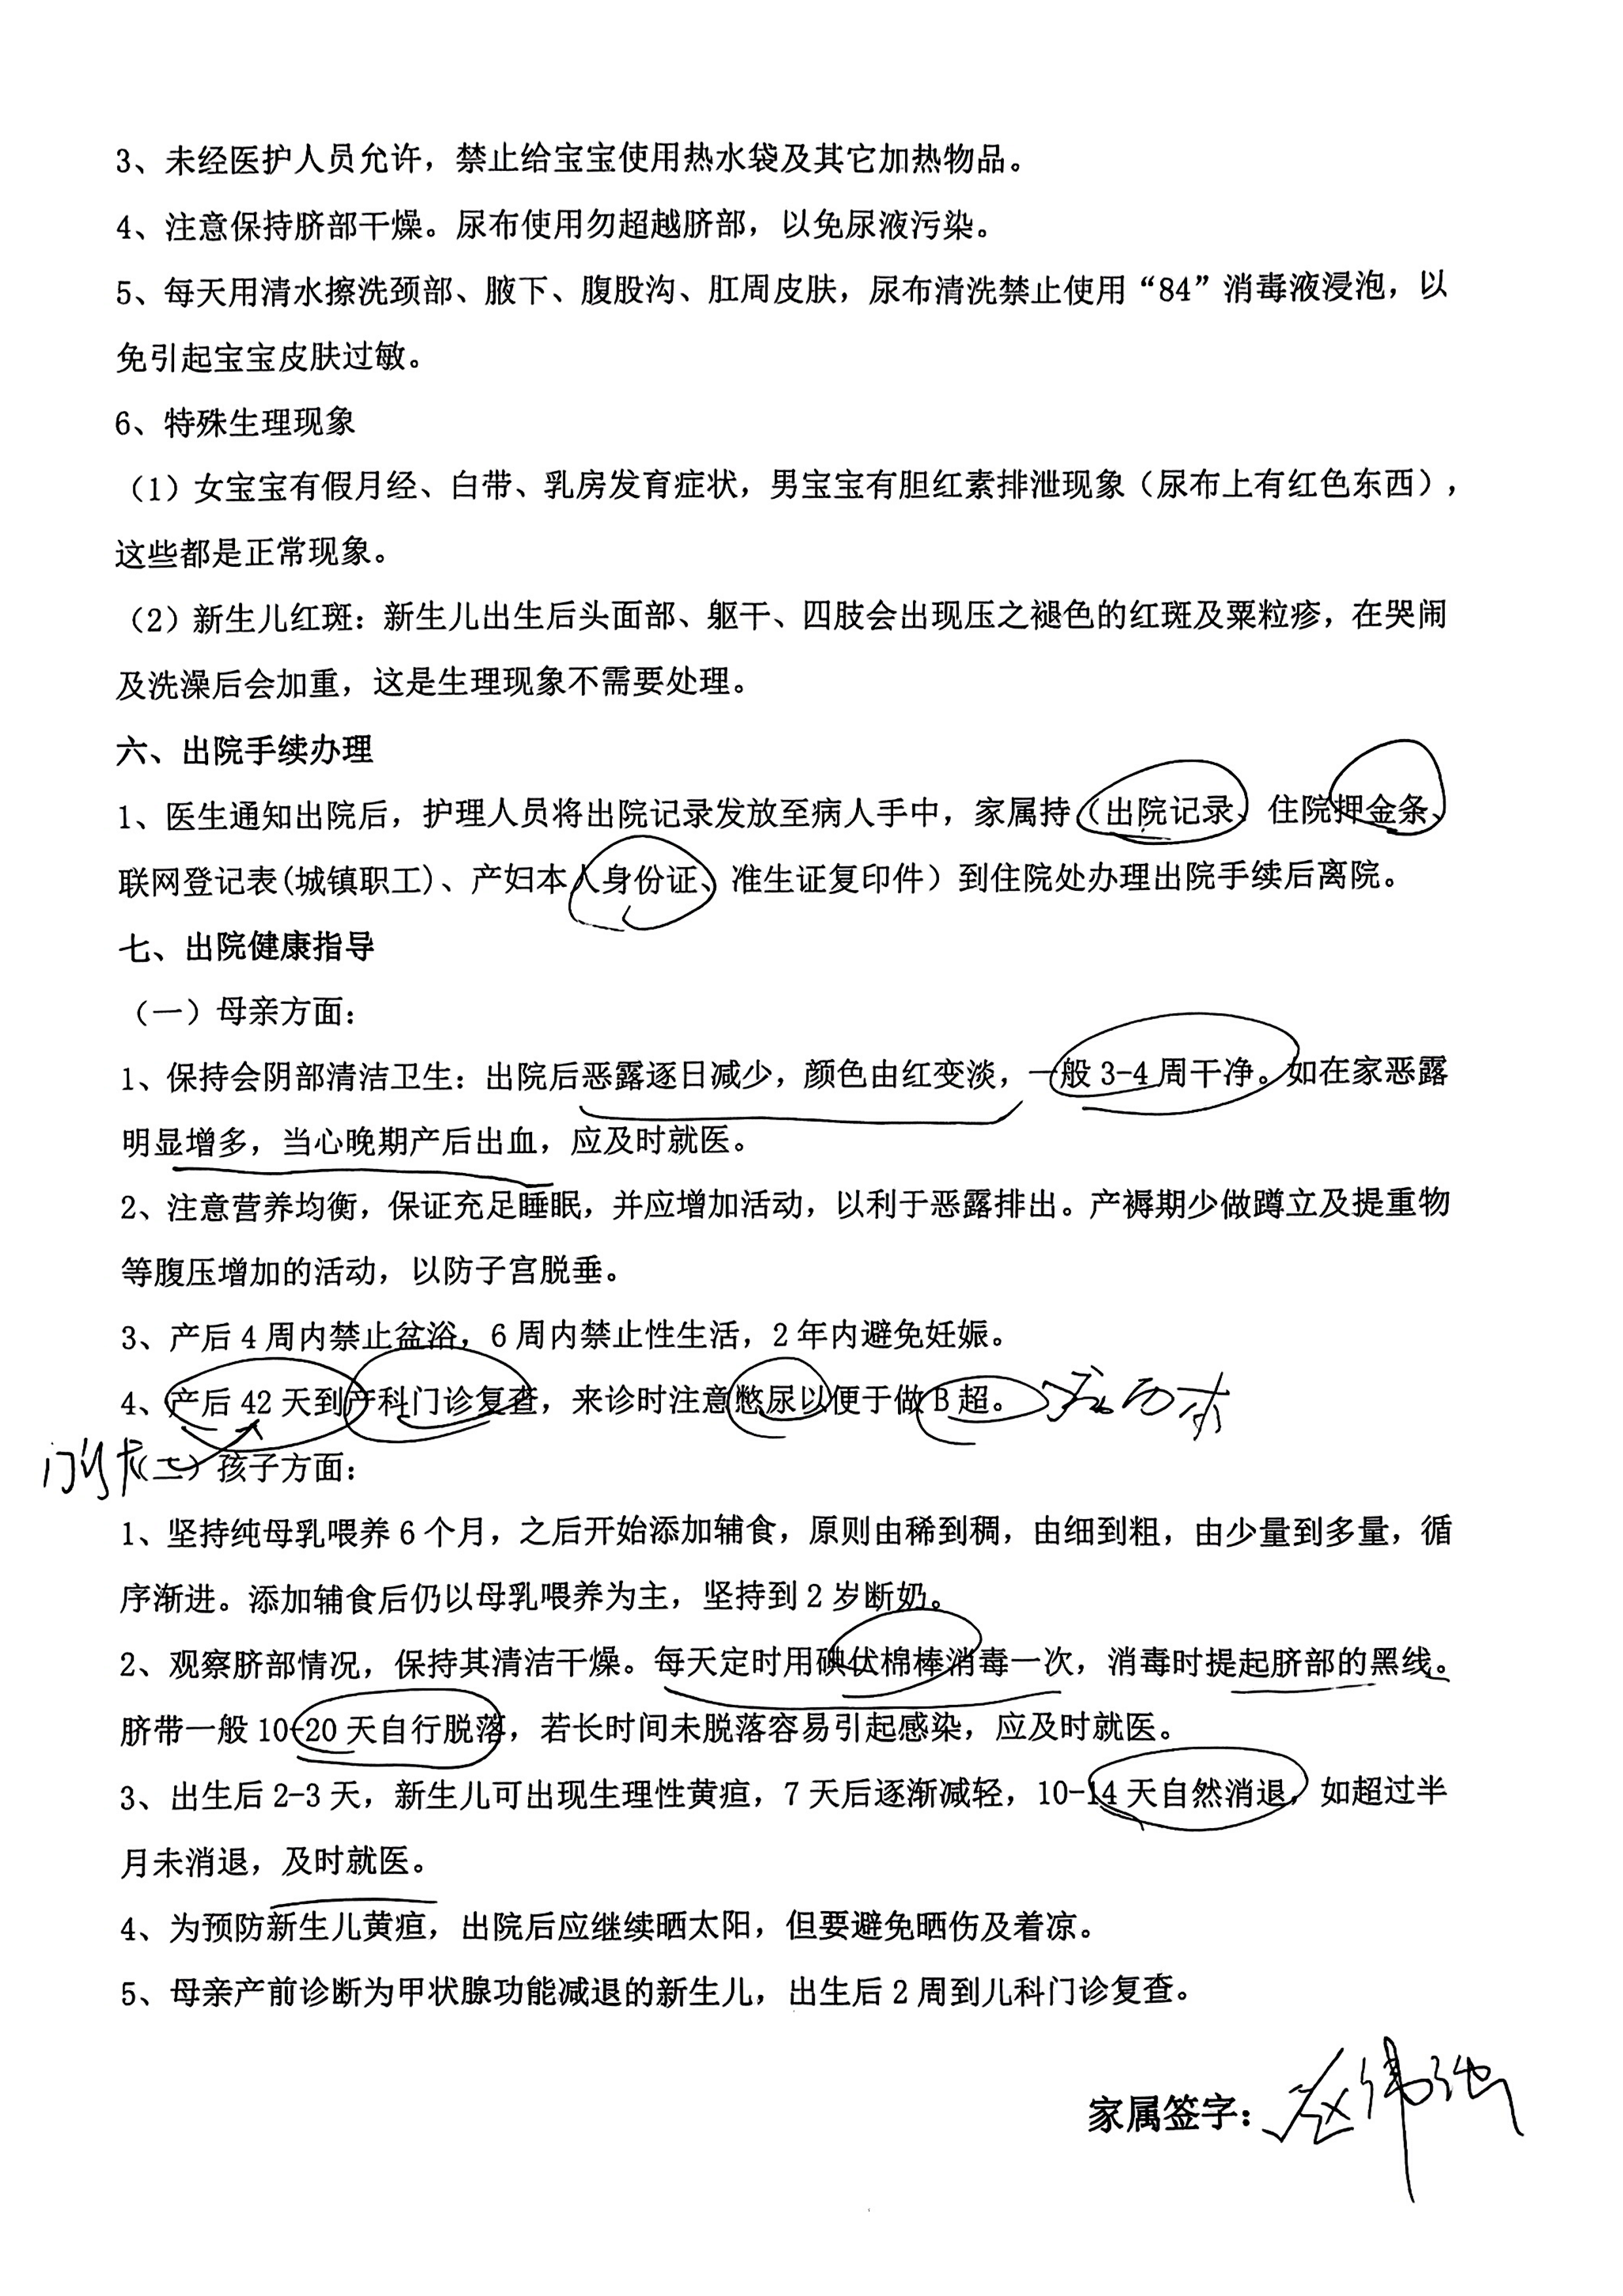 3、未经医护人员允许，禁止给宝宝使用热水袋及其它加热物品。
4、注意保持脐部干燥。尿布使用勿超越脐部，以免尿液污染。
5、每天用清水擦洗颈部、腋下、腹股沟、肛周皮肤，尿布清洗禁止使用“84”消毒液浸泡，以
免引起宝宝皮肤过敏。
6、特殊生理现象
（1）女宝宝有假月经、白带、乳房发育症状，男宝宝有胆红素排泄现象（尿布上有红色东西），
这些都是正常现象。
（2）新生儿红斑：新生儿出生后头面部、躯干、四肢会出现压之褪色的红斑及粟粒疹，在哭闹
及洗澡后会加重，这是生理现象不需要处理。
六、出院手续办理
1、医生通知出院后，护理人员将出院记录发放至病人手中，家属持（出院记录、住院押金条、
联网登记表(城镇职工)、产妇本人身份证、准生证复印件）到住院处办理出院手续后离院。
七、出院健康指导
（一）母亲方面：
1、保持会阴部清洁卫生：出院后恶露逐日减少，颜色由红变淡，一般 3-4 周干净。如在家恶露
明显增多，当心晚期产后出血，应及时就医。
2、注意营养均衡，保证充足睡眠，并应增加活动，以利于恶露排出。产褥期少做蹲立及提重物
等腹压增加的活动，以防子宫脱垂。
3、产后 4 周内禁止盆浴，6 周内禁止性生活，2 年内避免妊娠。
4、产后 42 天到产科门诊复查，来诊时注意憋尿以便于做 B 超。
（二）孩子方面：
1、坚持纯母乳喂养 6 个月，之后开始添加辅食，原则由稀到稠，由细到粗，由少量到多量，循
序渐进。添加辅食后仍以母乳喂养为主，坚持到 2 岁断奶。
2、观察脐部情况，保持其清洁干燥。每天定时用碘伏棉棒消毒一次，消毒时提起脐部的黑线。
脐带一般 10-20 天自行脱落，若长时间未脱落容易引起感染，应及时就医。
3、出生后 2-3 天，新生儿可出现生理性黄疸，7 天后逐渐减轻，10-14 天自然消退，如超过半
月未消退，及时就医。
4、为预防新生儿黄疸，出院后应继续晒太阳，但要避免晒伤及着凉。
5、母亲产前诊断为甲状腺功能减退的新生儿，出生后 2 周到儿科门诊复查。
家属签字：